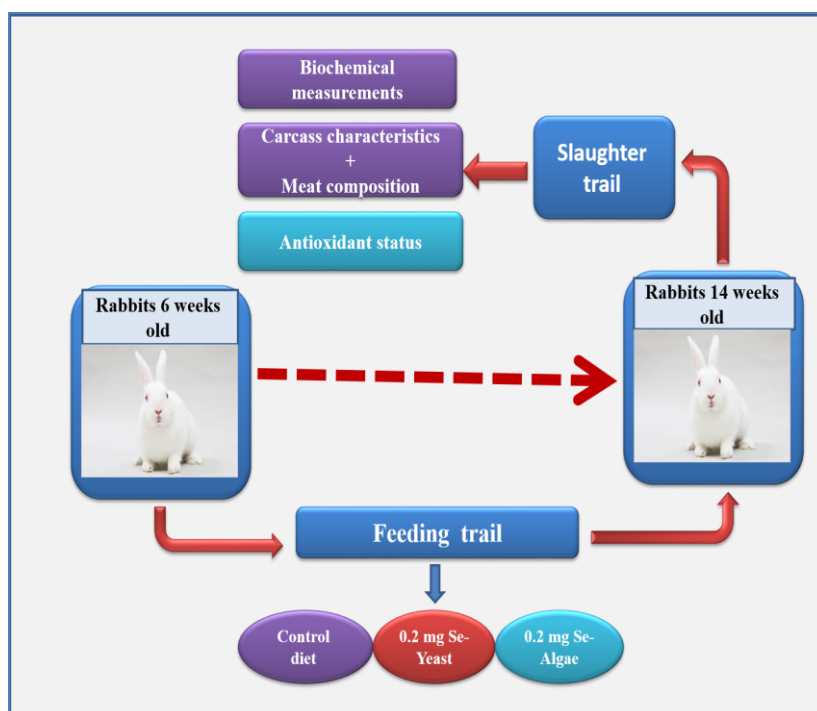 Biochemical
measurements
Carcass characteristics
+
Meat composition
Slaughter
trail
Antioxidant status
Rabbits 6 weeks
old
Rabbits 14 weeks
old
Feeding trail
Control
diet
0.2 mg Se-
Yeast
0.2 mg Se-
Algae